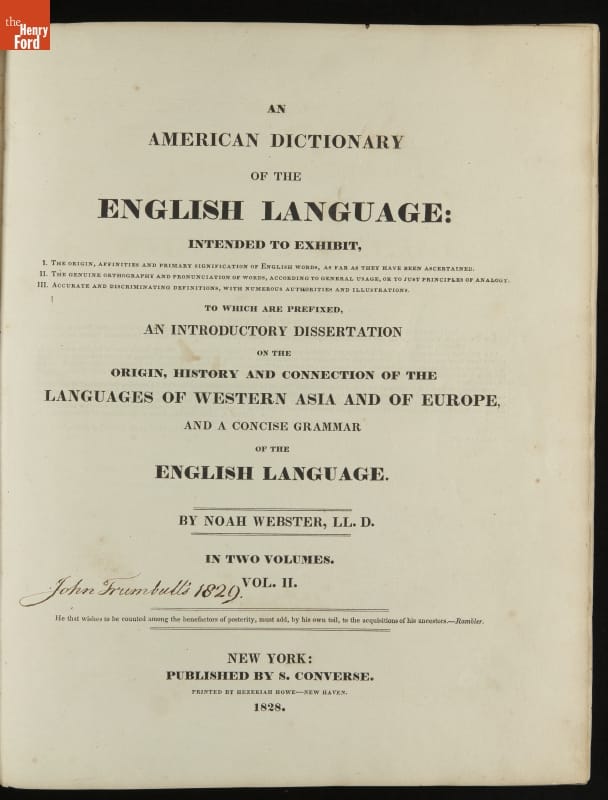 the
Henry
Ford
AN
AMERICAN DICTIONARY
OF THE
ENGLISH LANGUAGE:
INTENDED TO EXHIBIT,
I. THE ORIGIN, AFFINITIES AND PRIMARY SIGNIFICATION OF ENGLISH WORDS, AS FAR AS THEY HAVE BEEN ASCERTAINED.
II. THE GENUINE ORTHOGRAPHY AND PRONUNCIATION OF WORDS, ACCORDING TO GENERAL USAGE, OR TO JUST PRINCIPLES OF ANALOGY.
III. ACCURATE AND DISCRIMINATING DEFINITIONS, WITH NUMEROUS AUTHORITIES AND ILLUSTRATIONS.
TO WHICH ARE PREFIXED,
AN INTRODUCTORY DISSERTATION
ON THE
ORIGIN, HISTORY AND CONNECTION OF THE
LANGUAGES OF WESTERN ASIA AND OF EUROPE,
AND A CONCISE GRAMMAR
OF THE
ENGLISH LANGUAGE.
BY NOAH WEBSTER, LL. D.
IN TWO VOLUMES.
VOL. II.
John Trumbull's 1829.
He that wishes to be counted among the benefactors of posterity, must add, by his own toil, to the acquisitions of his ancestors.—Rambler.
NEW YORK:
PUBLISHED BY S. CONVERSE.
PRINTED BY HEZEKIAH HOWE—NEW HAVEN.
1828.